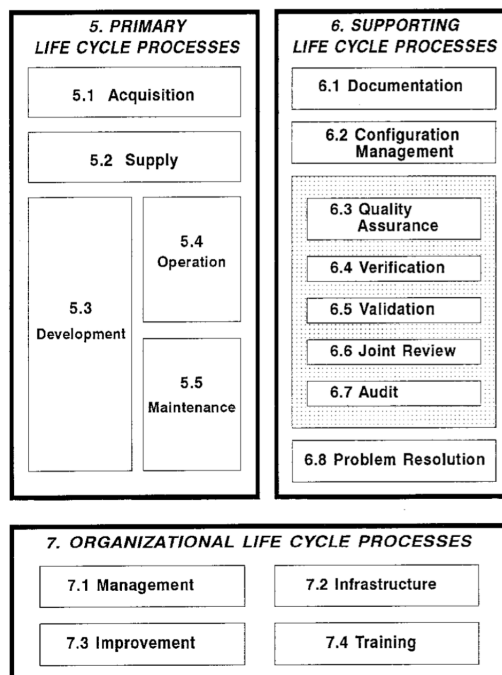 5. PRIMARY
LIFE CYCLE PROCESSES
5.1 Acquisition
5.2 Supply
5.3
Development
5.4
Operation
5.5
Maintenance
6. SUPPORTING
LIFE CYCLE PROCESSES
6.1 Documentation
6.2 Configuration
Management
6.3 Quality
Assurance
6.4 Verification
6.5 Validation
6.6 Joint Review
6.7 Audit
6.8 Problem Resolution
7. ORGANIZATIONAL LIFE CYCLE PROCESSES
7.1 Management
7.2 Infrastructure
7.3 Improvement
7.4 Training